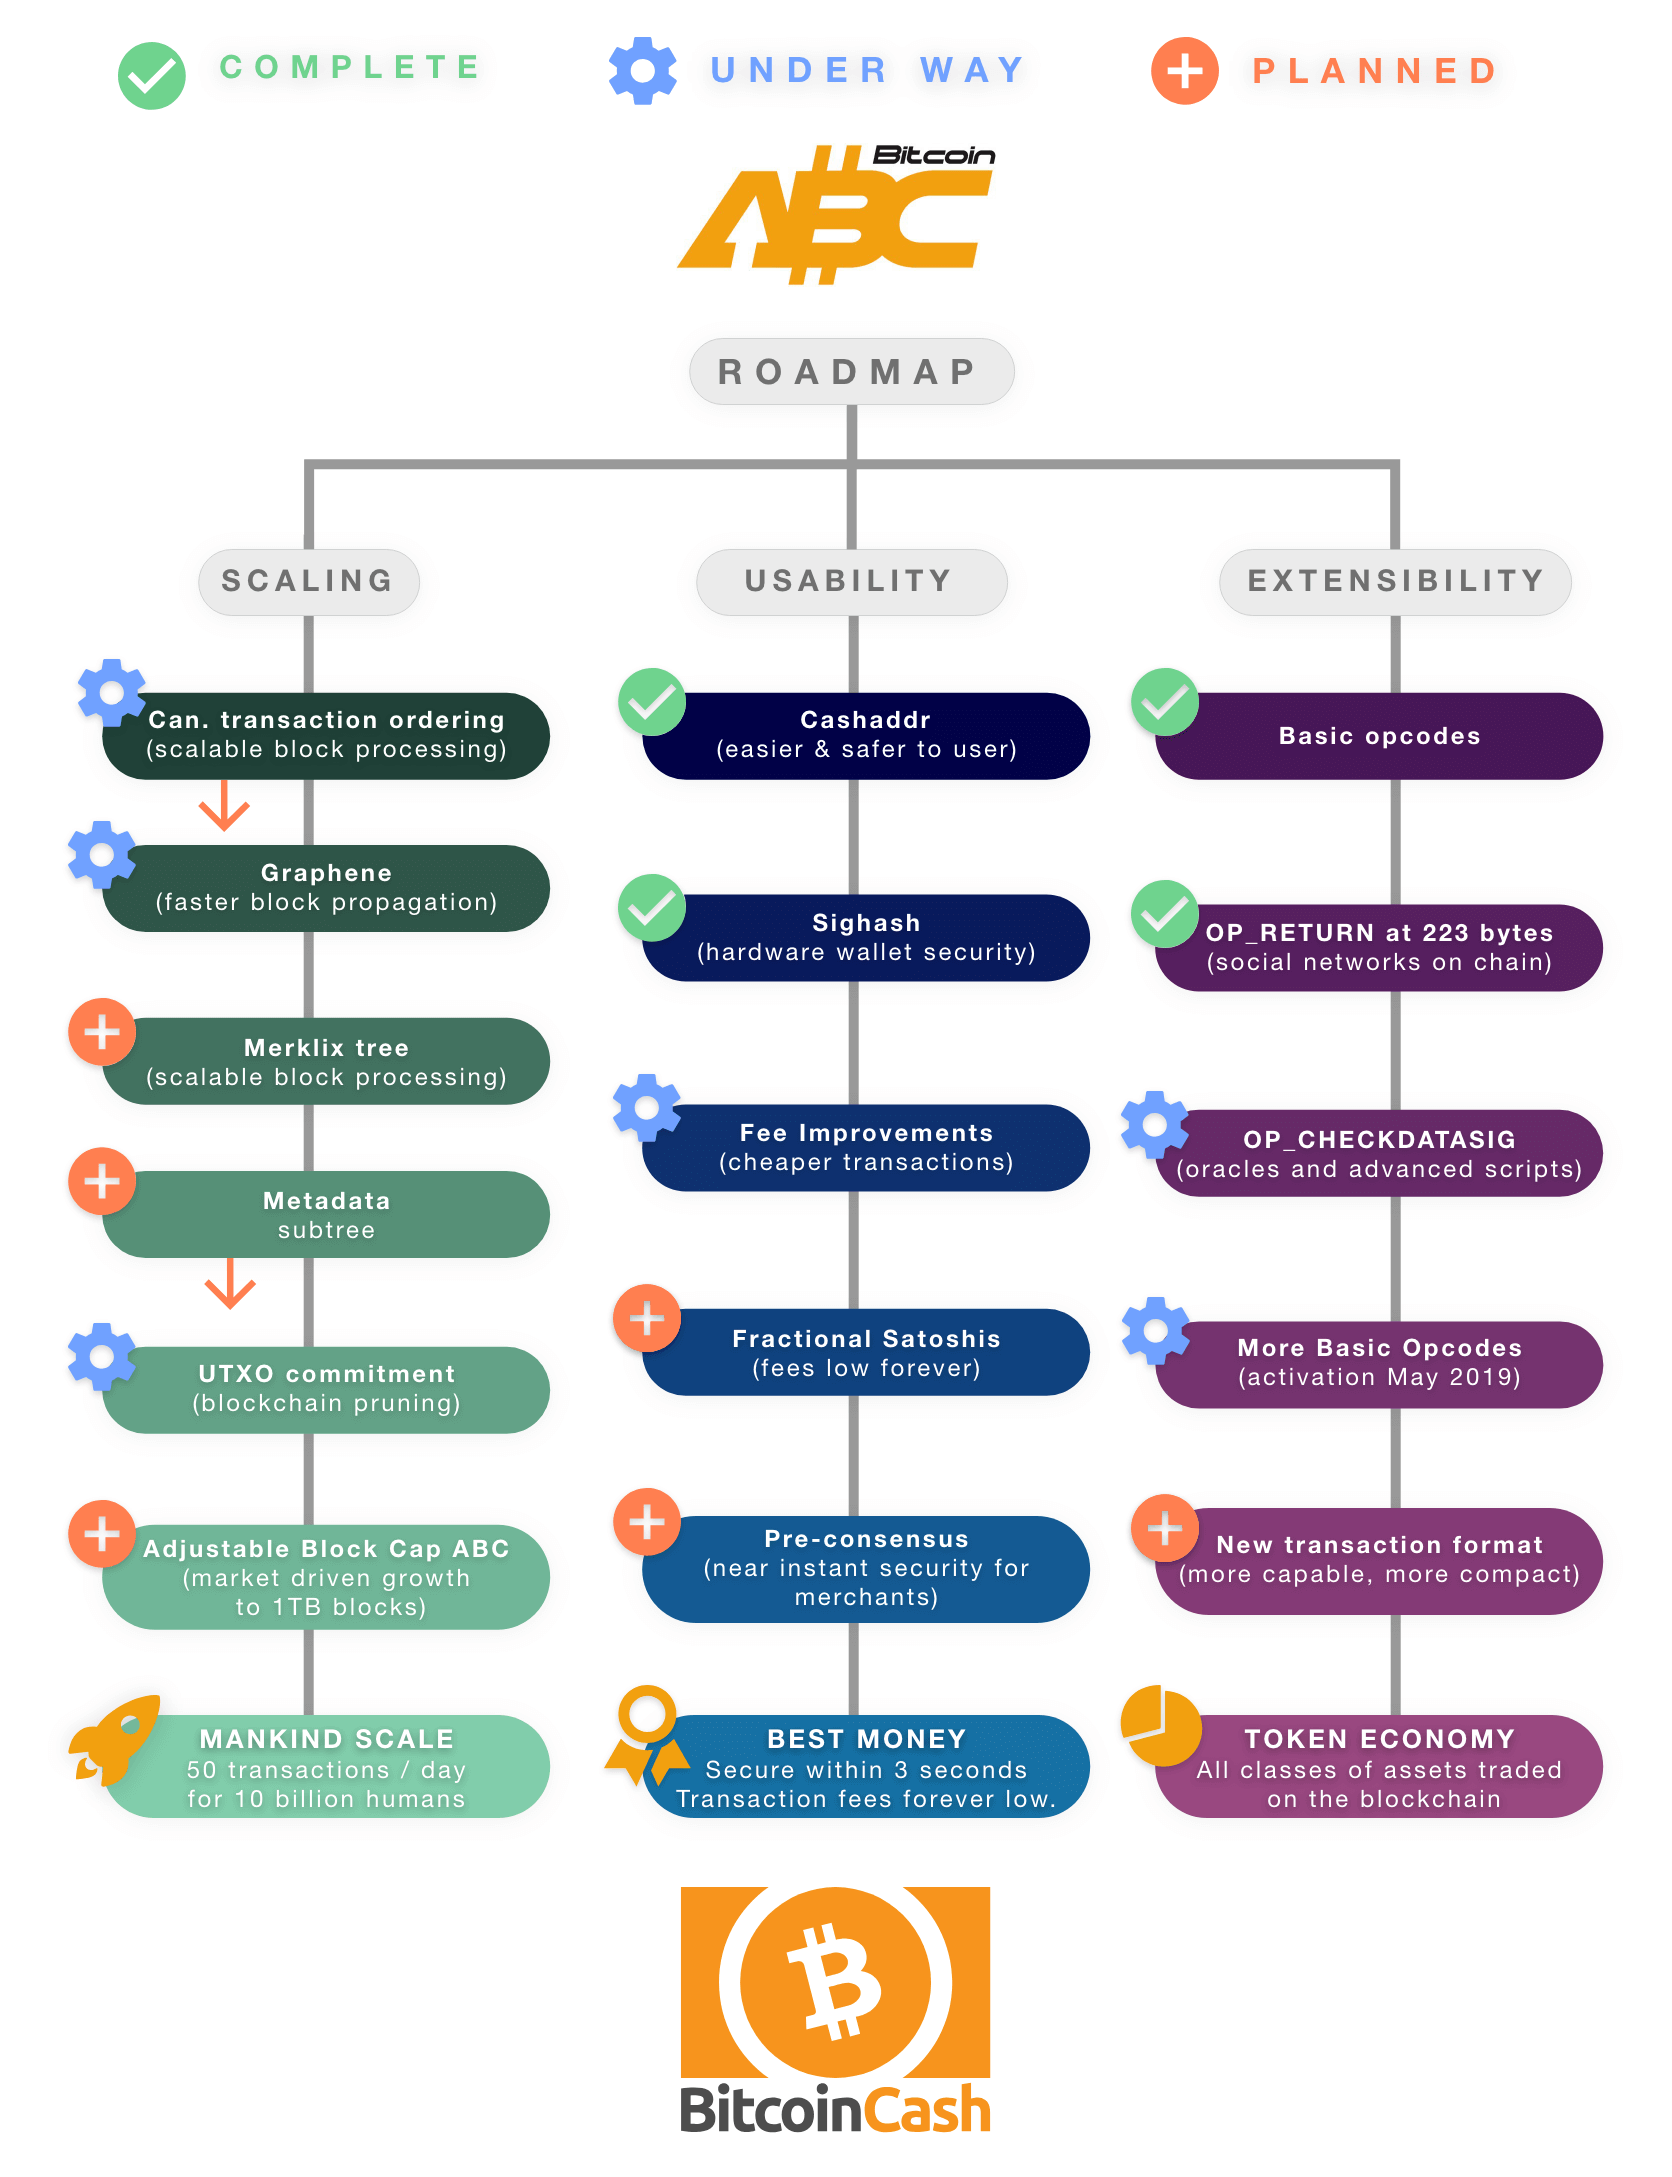 COMPLETE
UNDER WAY
PLANNED
Bitcoin
ABC
ROADMAP
SCALING
Can. transaction ordering
(scalable block processing)
Graphene
(faster block propagation)
Merklix tree
(scalable block processing)
Metadata
subtree
UTXO commitment
(blockchain pruning)
Adjustable Block Cap ABC
(market driven growth
to 1TB blocks)
MANKIND SCALE
50 transactions / day
for 10 billion humans
USABILITY
Cashaddr
(easier & safer to user)
Sighash
(hardware wallet security)
Fee Improvements
(cheaper transactions)
Fractional Satoshis
(fees low forever)
Pre-consensus
(near instant security for
merchants)
BEST MONEY
Secure within 3 seconds
Transaction fees forever low.
EXTENSIBILITY
Basic opcodes
OP_RETURN at 223 bytes
(social networks on chain)
OP_CHECKDATASIG
(oracles and advanced scripts)
More Basic Opcodes
(activation May 2019)
New transaction format
(more capable, more compact)
TOKEN ECONOMY
All classes of assets traded
on the blockchain
BitcoinCash